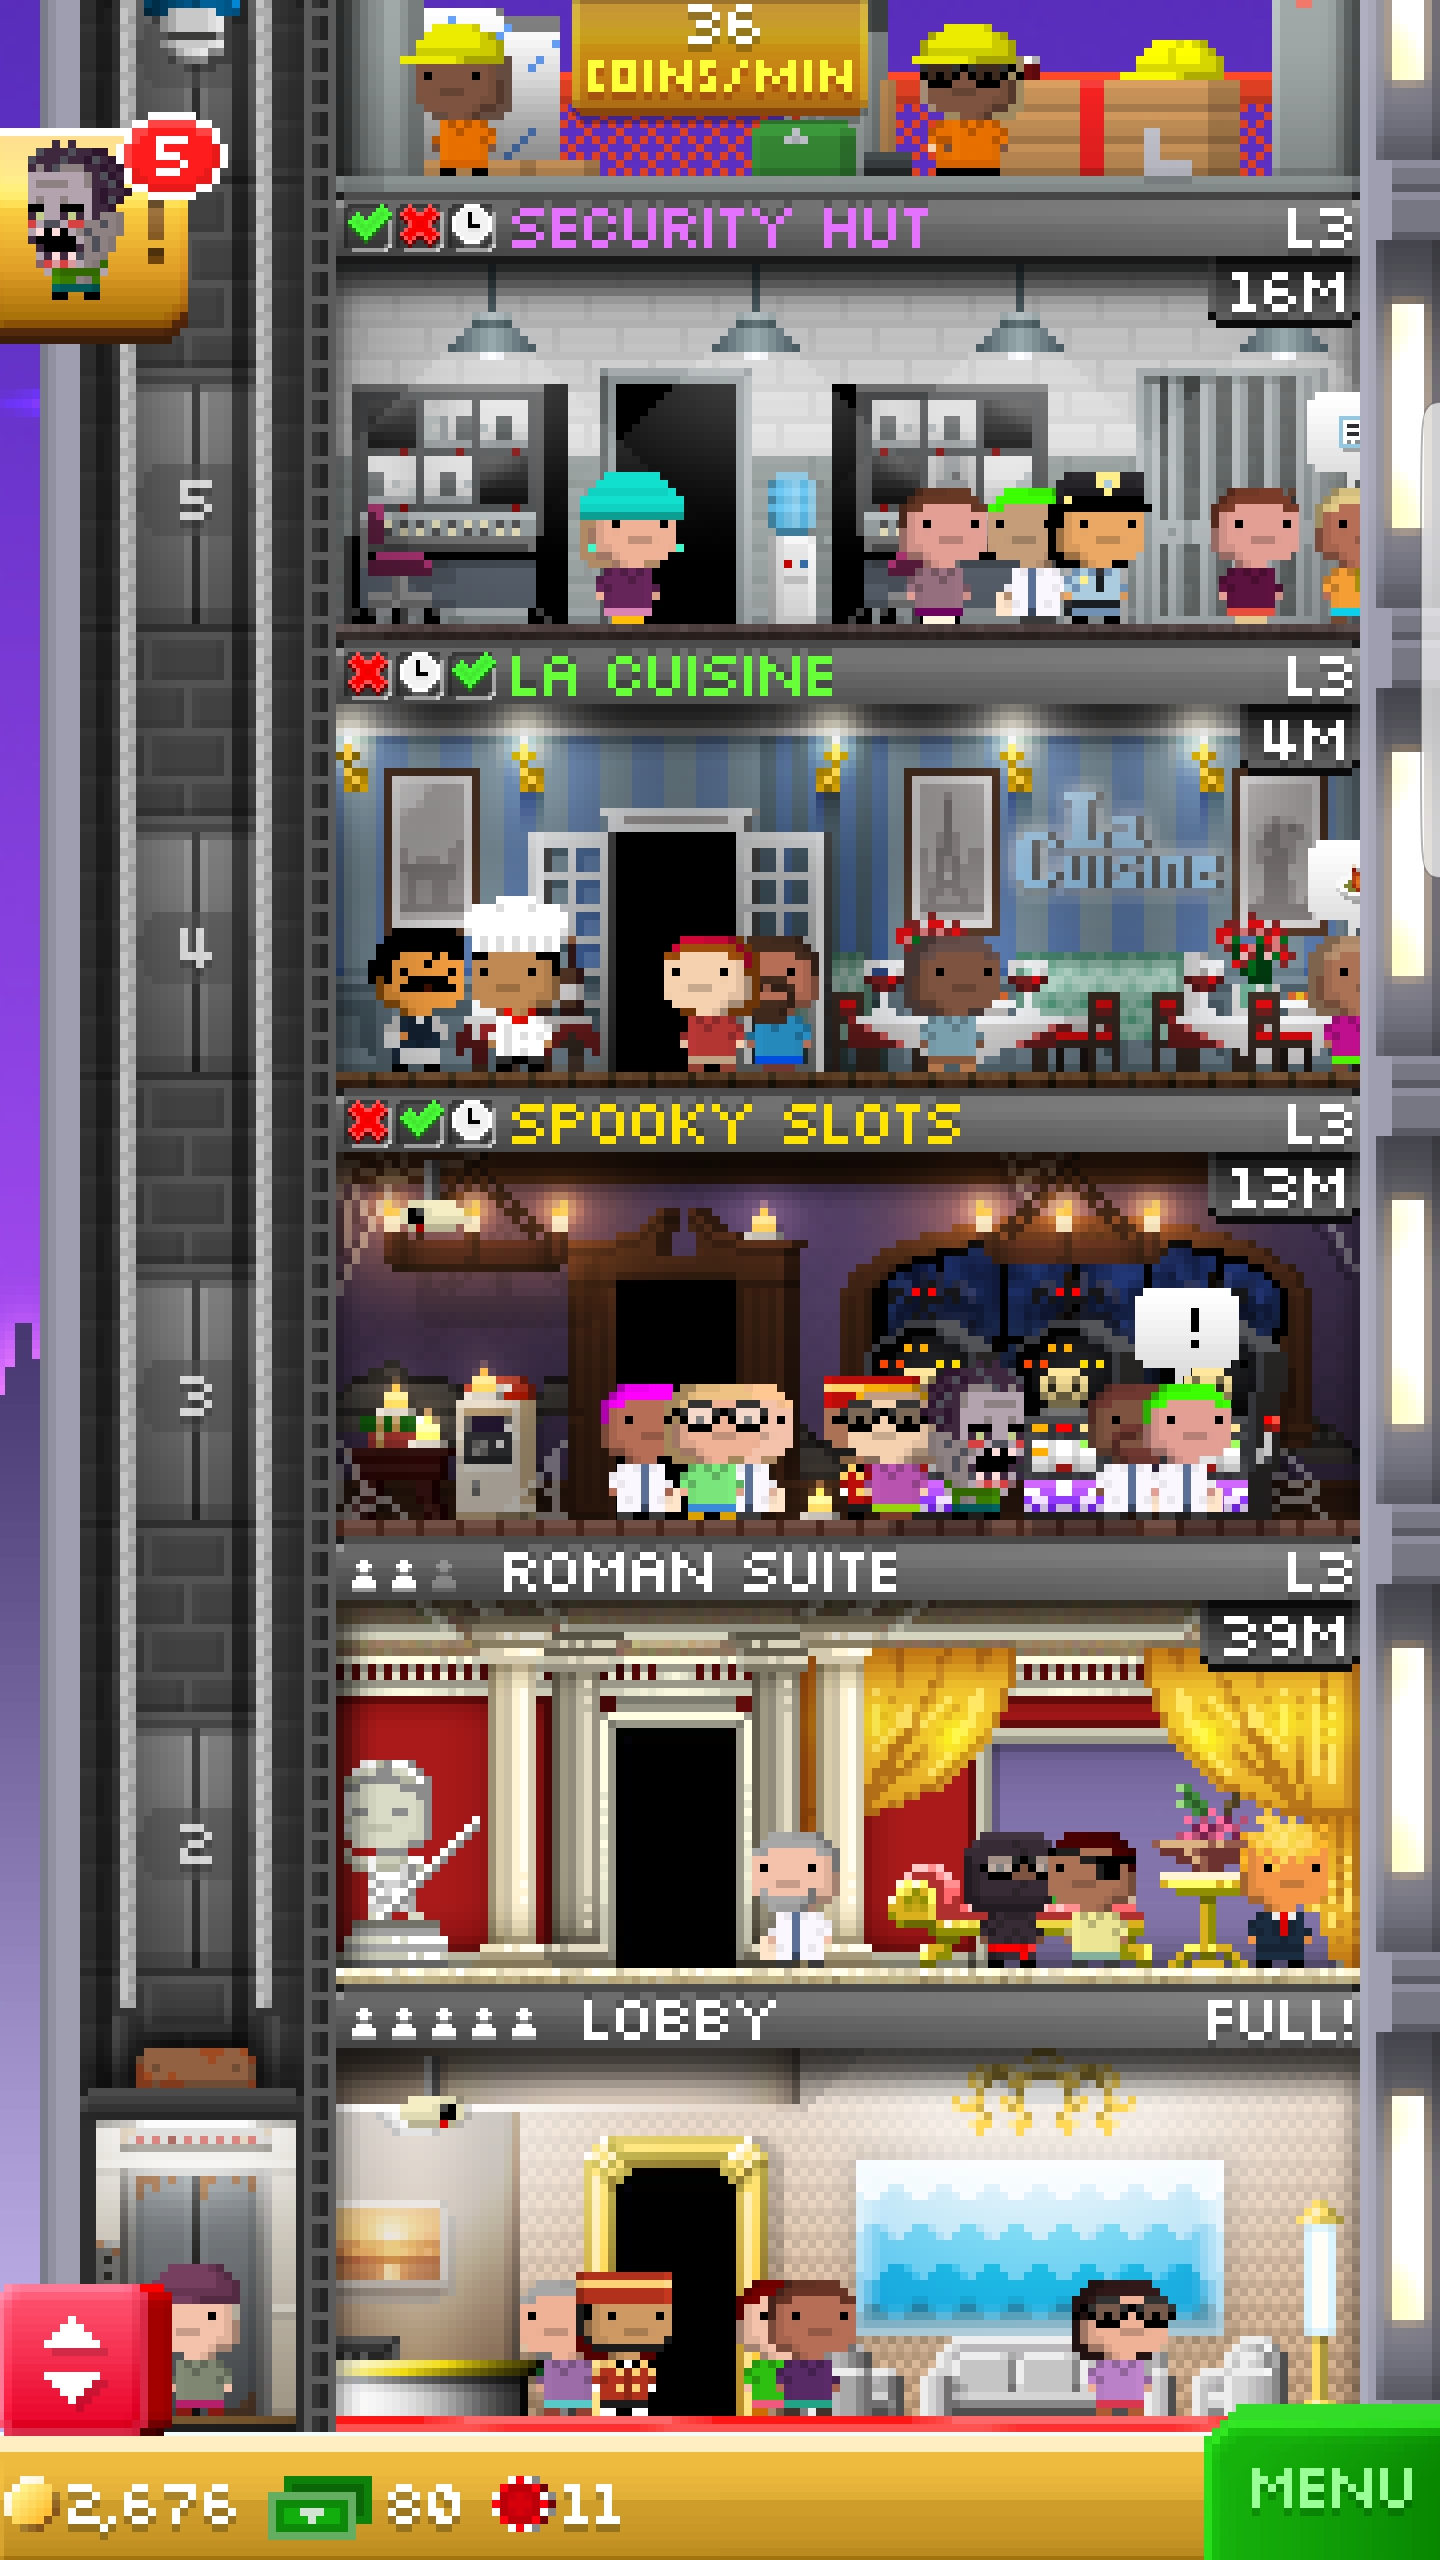 36
COINS/MIN
5
!
SECURITY HUT L3
16M
5
LA CUISINE L3
4M
La
Cuisine
4
SPOOKY SLOTS L3
13M
!
3
ROMAN SUITE L3
39M
2
LOBBY FULL!
2,676 80 11
MENU